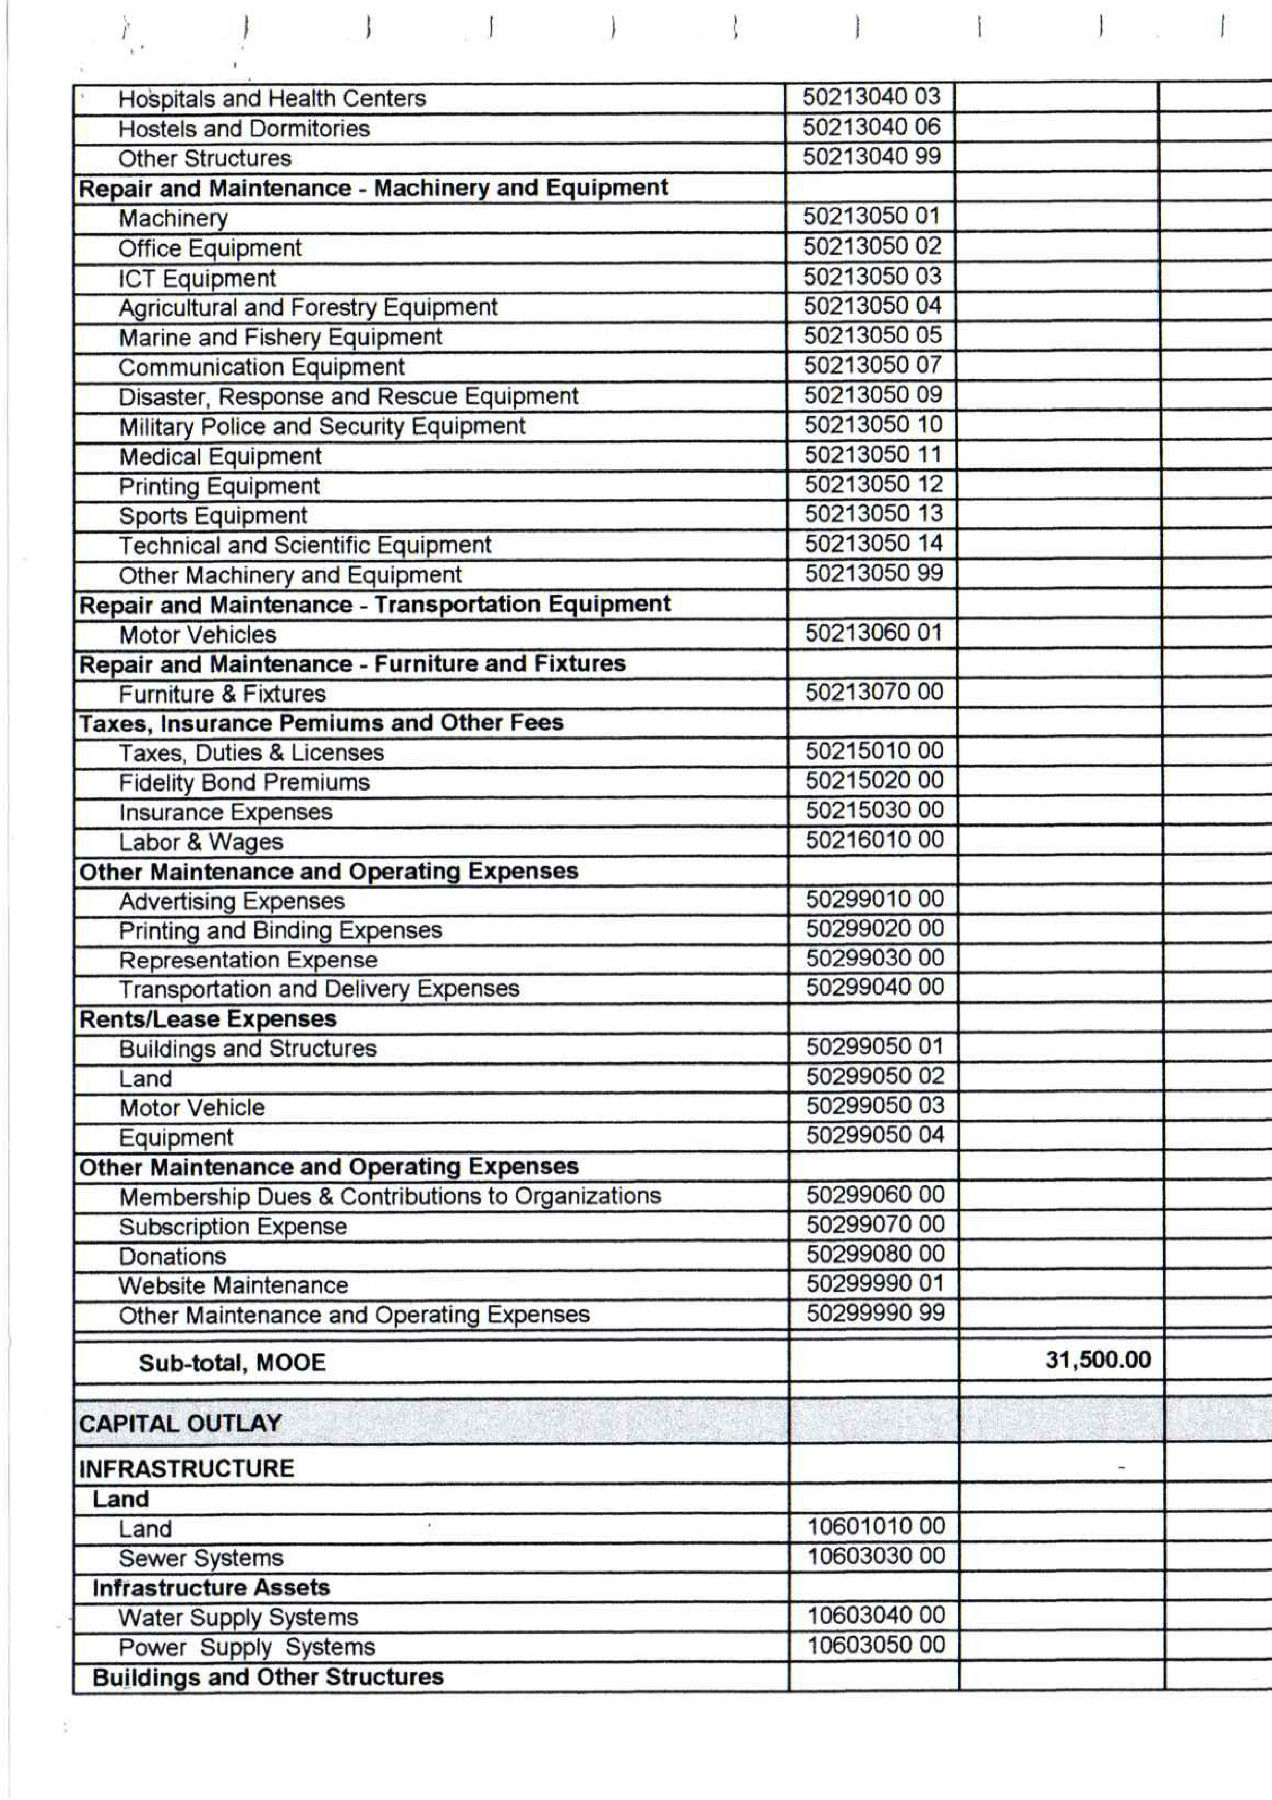 Hospitals and Health Centers 50213040 03
Hostels and Dormitories 50213040 06
Other Structures 50213040 99
Repair and Maintenance - Machinery and Equipment
Machinery 50213050 01
Office Equipment 50213050 02
ICT Equipment 50213050 03
Agricultural and Forestry Equipment 50213050 04
Marine and Fishery Equipment 50213050 05
Communication Equipment 50213050 07
Disaster, Response and Rescue Equipment 50213050 09
Military Police and Security Equipment 50213050 10
Medical Equipment 50213050 11
Printing Equipment 50213050 12
Sports Equipment 50213050 13
Technical and Scientific Equipment 50213050 14
Other Machinery and Equipment 50213050 99
Repair and Maintenance - Transportation Equipment
Motor Vehicles 50213060 01
Repair and Maintenance - Furniture and Fixtures
Furniture & Fixtures 50213070 00
Taxes, Insurance Pemiums and Other Fees
Taxes, Duties & Licenses 50215010 00
Fidelity Bond Premiums 50215020 00
Insurance Expenses 50215030 00
Labor & Wages 50216010 00
Other Maintenance and Operating Expenses
Advertising Expenses 50299010 00
Printing and Binding Expenses 50299020 00
Representation Expense 50299030 00
Transportation and Delivery Expenses 50299040 00
Rents/Lease Expenses
Buildings and Structures 50299050 01
Land 50299050 02
Motor Vehicle 50299050 03
Equipment 50299050 04
Other Maintenance and Operating Expenses
Membership Dues & Contributions to Organizations 50299060 00
Subscription Expense 50299070 00
Donations 50299080 00
Website Maintenance 50299990 01
Other Maintenance and Operating Expenses 50299990 99
Sub-total, MOOE 31,500.00
CAPITAL OUTLAY
INFRASTRUCTURE -
Land
Land 10601010 00
Sewer Systems 10603030 00
Infrastructure Assets
Water Supply Systems 10603040 00
Power Supply Systems 10603050 00
Buildings and Other Structures